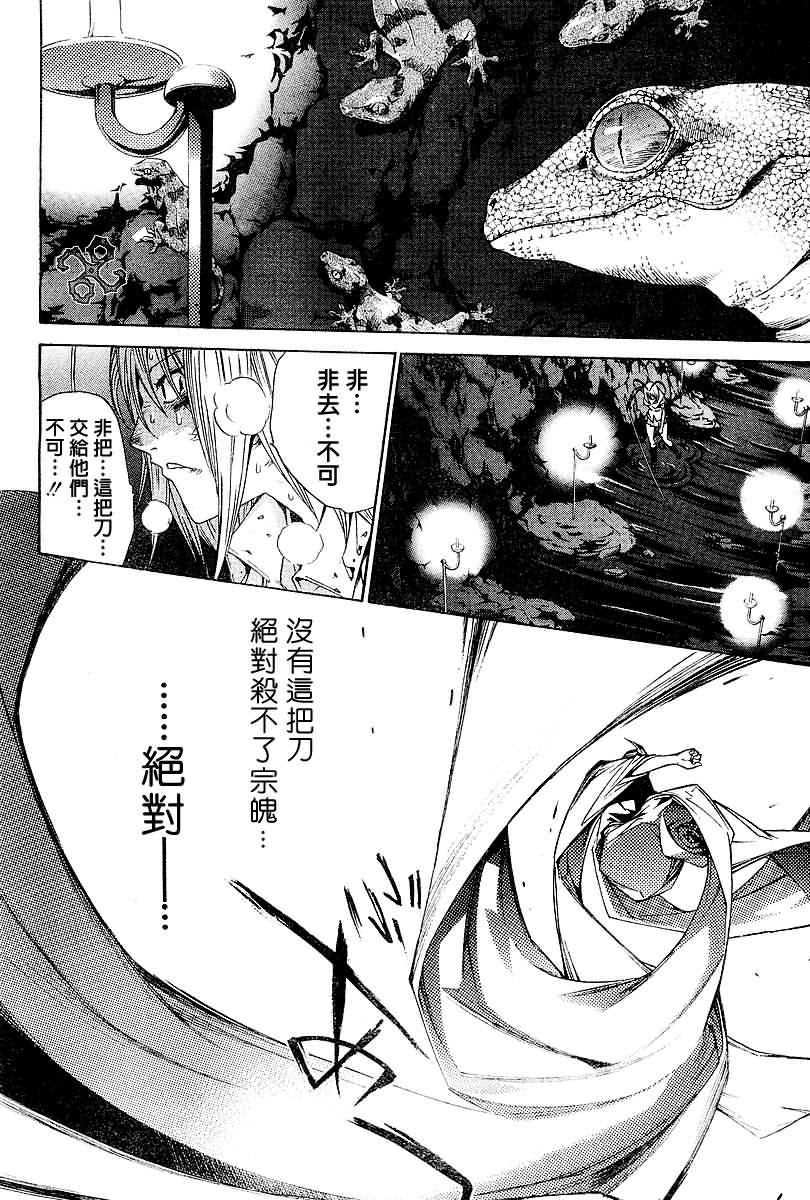 非…
非去…不可
非把…這把刀…
交給他們…
不可…!!
沒有這把刀
絕對殺不了宗魄…
……絕對——……